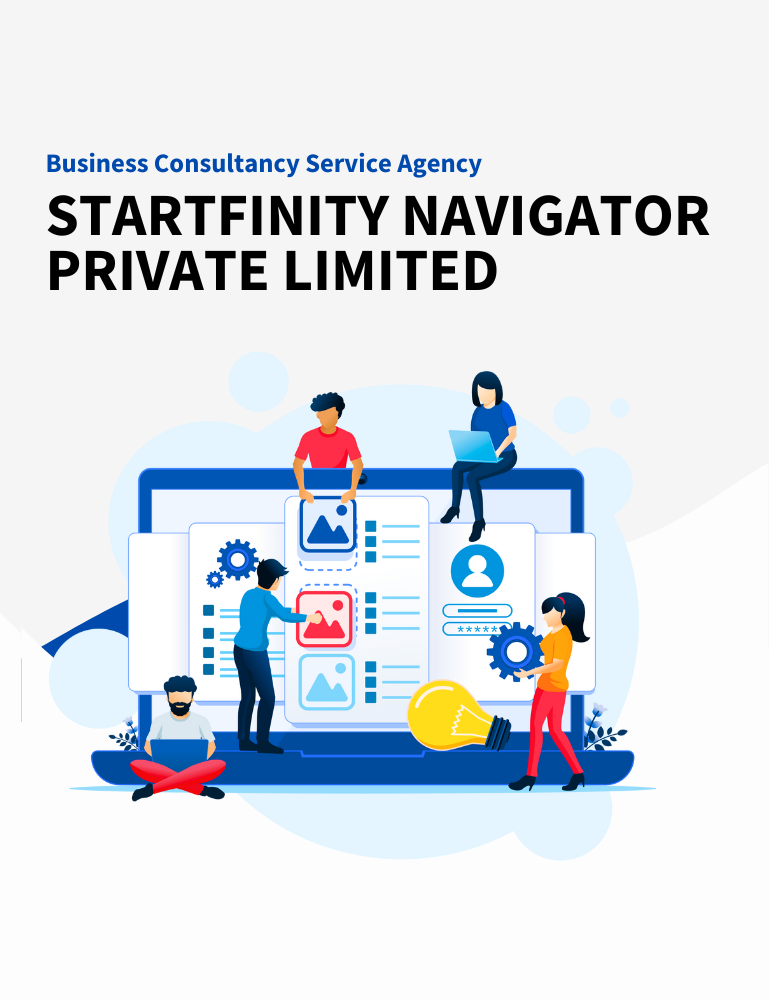 Business Consultancy Service Agency
STARTFINITY NAVIGATOR
PRIVATE LIMITED
*****